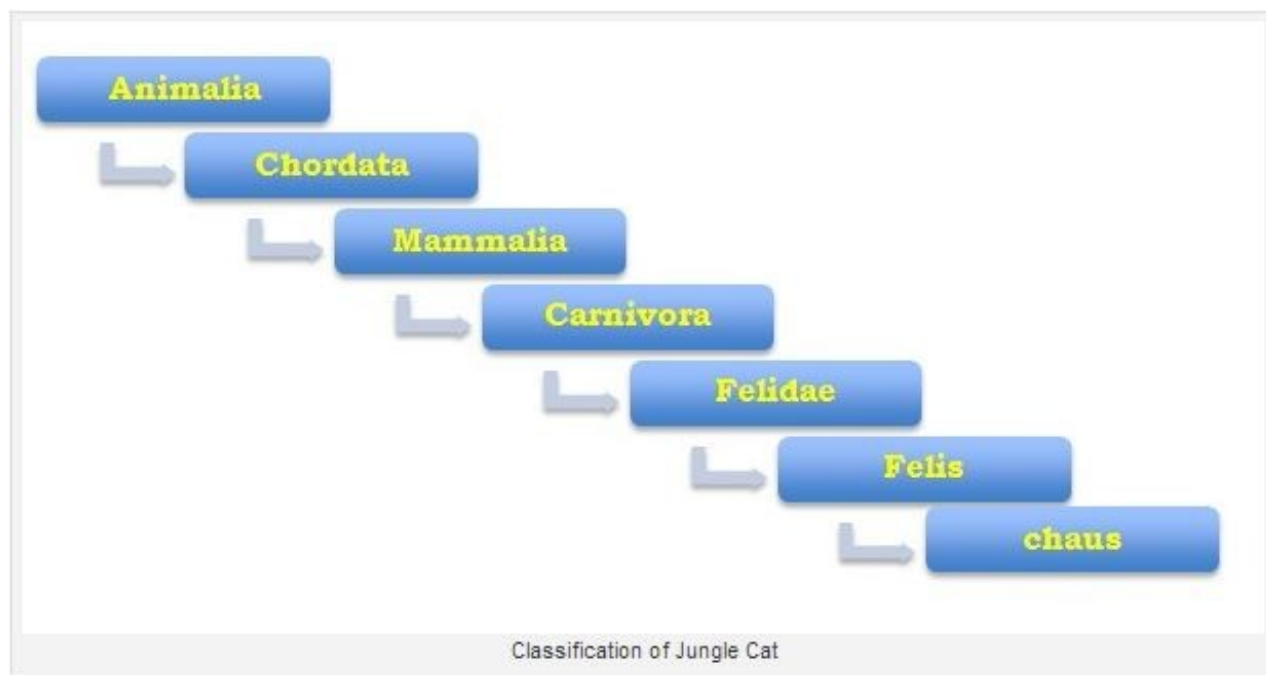 Animalia
Chordata
Mammalia
Carnivora
Felidae
Felis
chaus
Classification of Jungle Cat